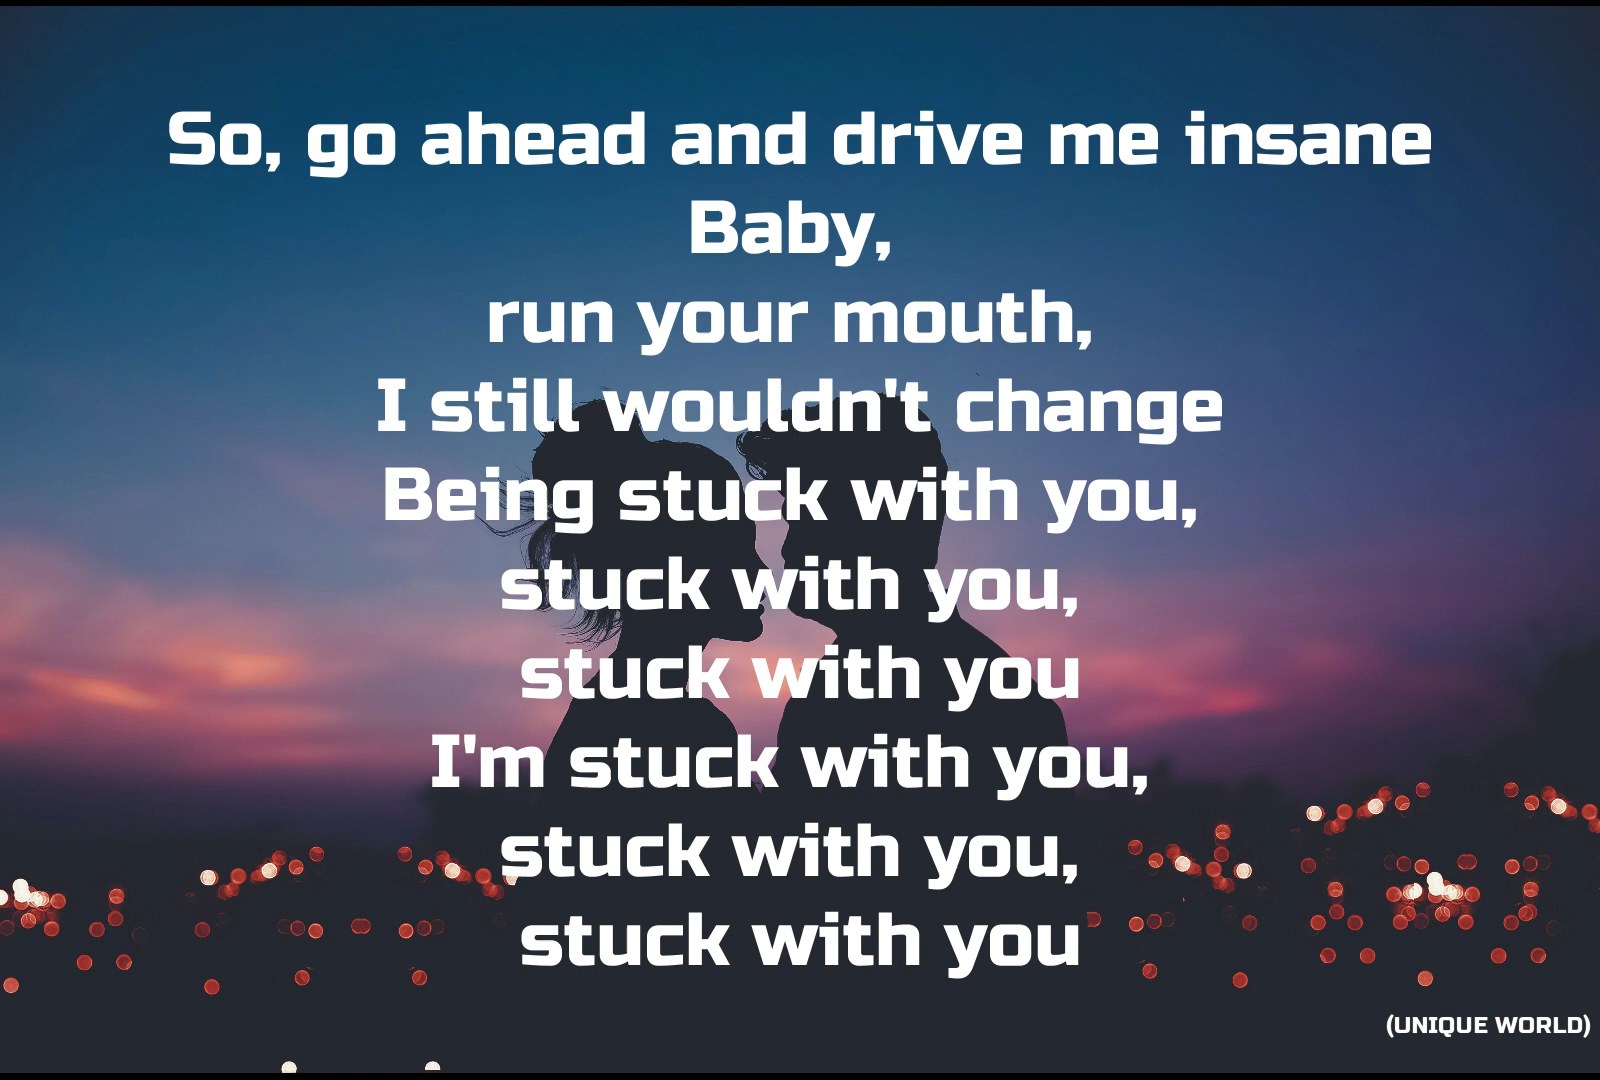 So, go ahead and drive me insane
Baby,
run your mouth,
I still wouldn't change
Being stuck with you,
stuck with you,
stuck with you
I'm stuck with you,
stuck with you,
stuck with you
(UNIQUE WORLD)